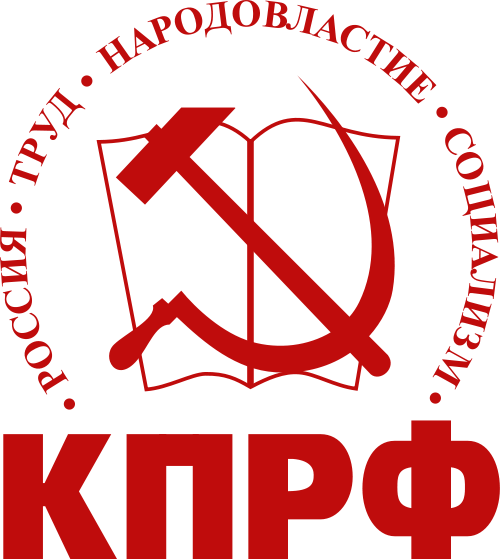 • РОССИЯ • ТРУД • НАРОДОВЛАСТИЕ • СОЦИАЛИЗМ •
КПРФ